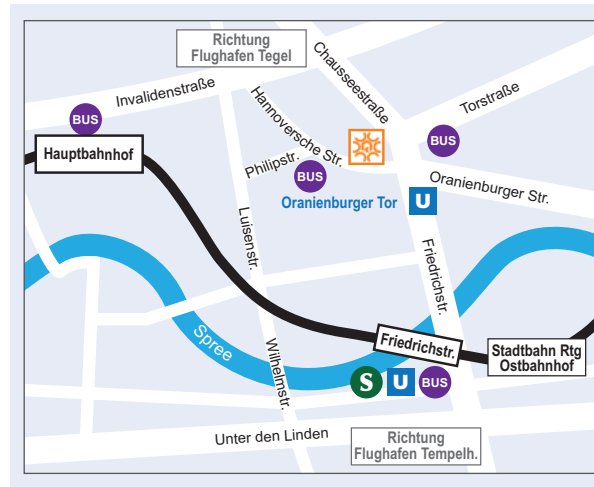 Richtung
Flughafen Tegel
Chausseestraße
Invalidenstraße
Torstraße
Hannoversche Str.
BUS
BUS
Hauptbahnhof
Philipstr.
BUS
Oranienburger Str.
Oranienburger Tor
U
Luisenstr.
Friedrichstr.
Spree
Friedrichstr.
Wilhelmstr.
Stadtbahn Rtg
Ostbahnhof
S
U
BUS
Unter den Linden
Richtung
Flughafen Tempelh.